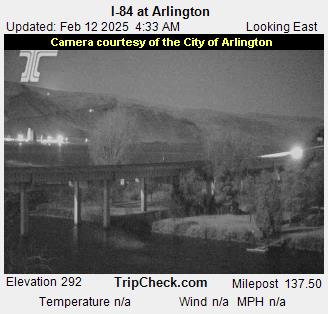 I-84 at Arlington
Updated: Feb 12 2025 4:33 AM Looking East
Camera courtesy of the City of Arlington
Elevation 292 TripCheck.com Milepost 137.50
Temperature n/a Wind n/a MPH n/a